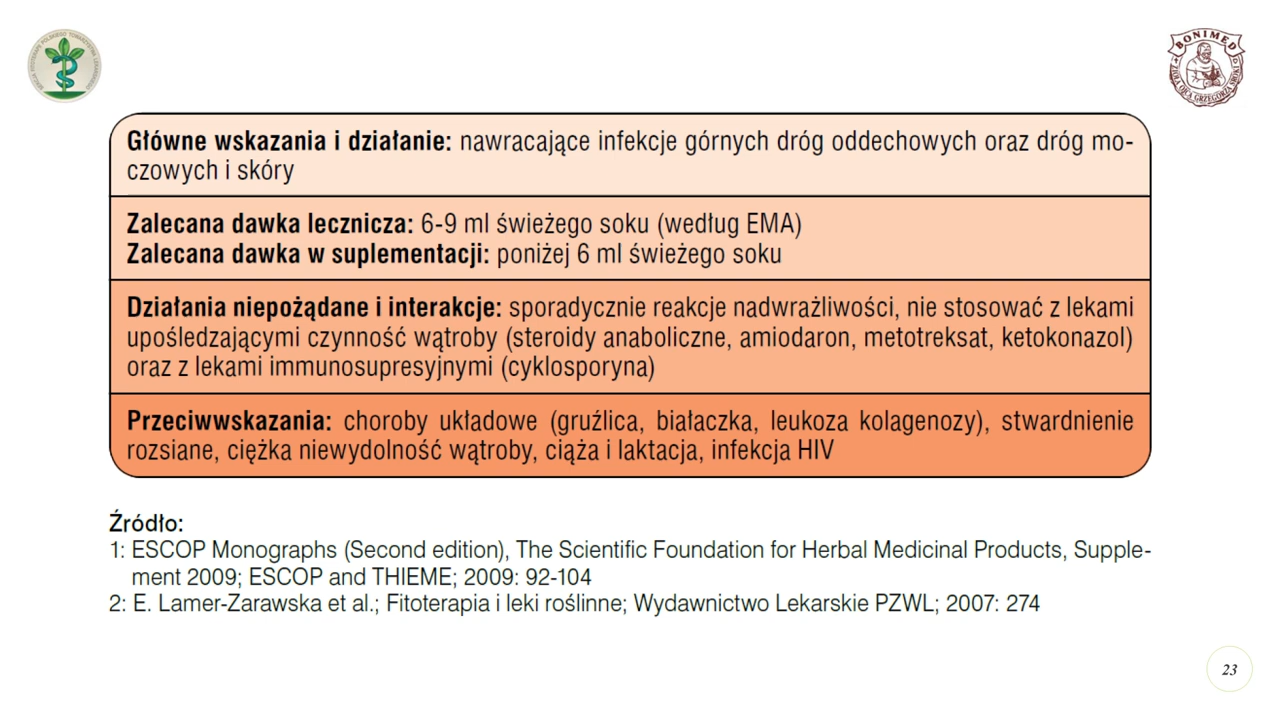 BONIMED
ZIOŁA OJCA GRZEGORZA SROKI
Główne wskazania i działanie: nawracające infekcje górnych dróg oddechowych oraz dróg mo-
czowych i skóry
Zalecana dawka lecznicza: 6-9 ml świeżego soku (według EMA)
Zalecana dawka w suplementacji: poniżej 6 ml świeżego soku
Działania niepożądane i interakcje: sporadycznie reakcje nadwrażliwości, nie stosować z lekami
upośledzającymi czynność wątroby (steroidy anaboliczne, amiodaron, metotreksat, ketokonazol)
oraz z lekami immunosupresyjnymi (cyklosporyna)
Przeciwwskazania: choroby układowe (gruźlica, białaczka, leukoza kolagenozy), stwardnienie
rozsiane, ciężka niewydolność wątroby, ciąża i laktacja, infekcja HIV
Źródło:
1: ESCOP Monographs (Second edition), The Scientific Foundation for Herbal Medicinal Products, Supple-
ment 2009; ESCOP and THIEME; 2009: 92-104
2: E. Lamer-Zarawska et al.; Fitoterapia i leki roślinne; Wydawnictwo Lekarskie PZWL; 2007: 274
23